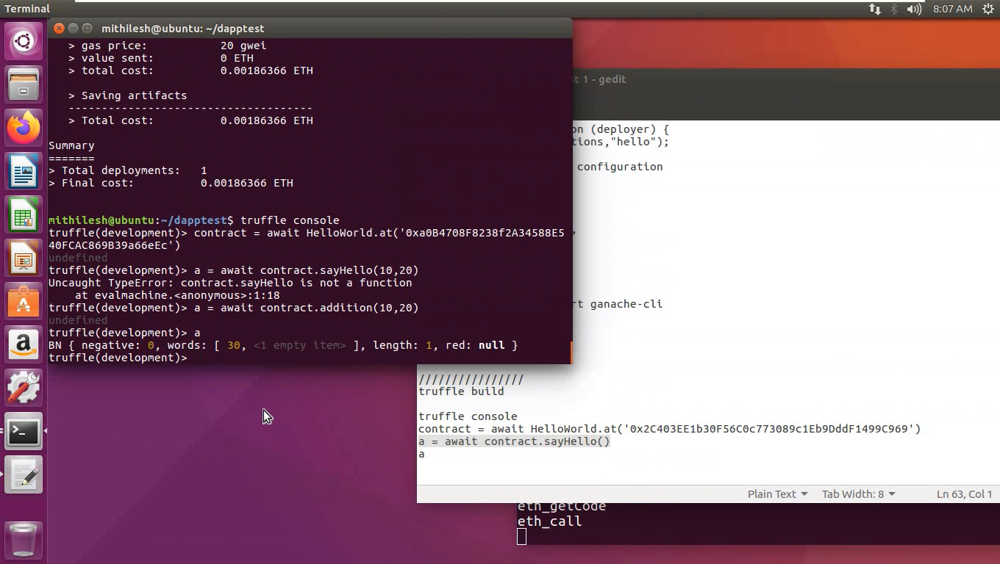 Terminal
8:07 AM
mithilesh@ubuntu: ~/dapptest
> gas price: 20 gwei
> value sent: 0 ETH
> total cost: 0.00186366 ETH
> Saving artifacts
-------------------------------------
> Total cost: 0.00186366 ETH
Summary
=======
> Total deployments: 1
> Final cost: 0.00186366 ETH
mithilesh@ubuntu:~/dapptest$ truffle console
truffle(development)> contract = await HelloWorld.at('0xa0B4708F8238f2A34588E5
40FCAC869B39a66eEc')
undefined
truffle(development)> a = await contract.sayHello(10,20)
Uncaught TypeError: contract.sayHello is not a function
at evalmachine.<anonymous>:1:18
truffle(development)> a = await contract.addition(10,20)
undefined
truffle(development)> a
BN { negative: 0, words: [ 30, <1 empty item> ], length: 1, red: null }
truffle(development)>
t 1 - gedit
on (deployer) {
tions,"hello");
configuration
rt ganache-cli
////////////////
truffle build
truffle console
contract = await HelloWorld.at('0x2C403EE1b30F56C0c773089c1Eb9DddF1499C969')
a = await contract.sayHello()
a
Plain Text Tab Width: 8 Ln 63, Col 1
eth_getCode
eth_call